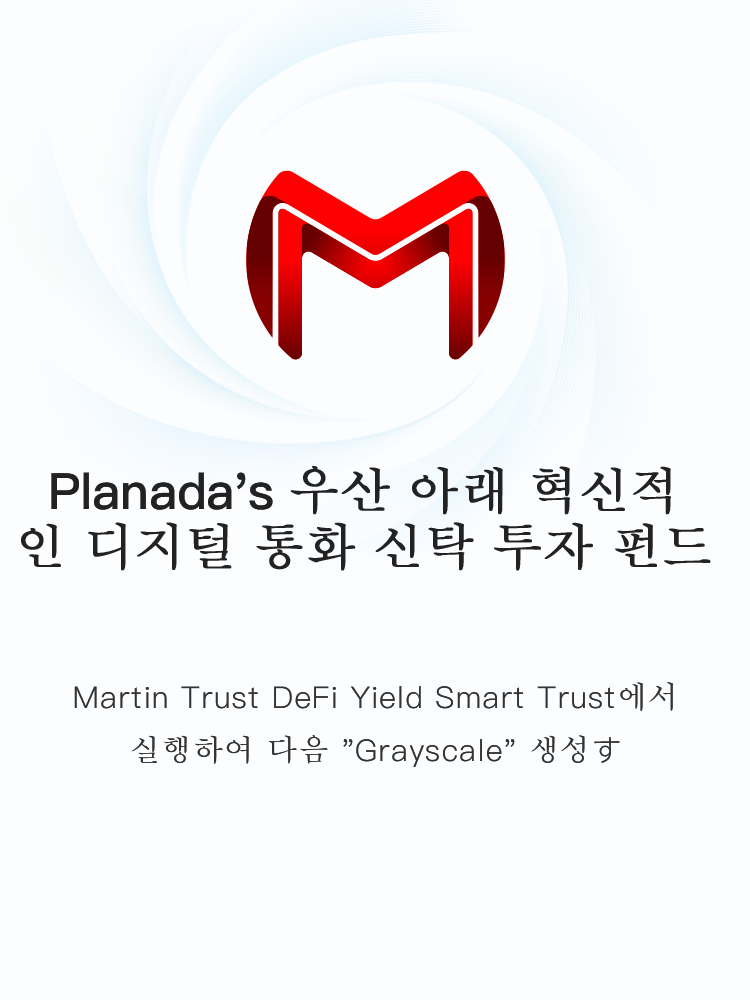 Planada’s 우산 아래 혁신적
인 디지털 통화 신탁 투자 펀드
Martin Trust DeFi Yield Smart Trust에서
실행하여 다음 ”Grayscale” 생성す